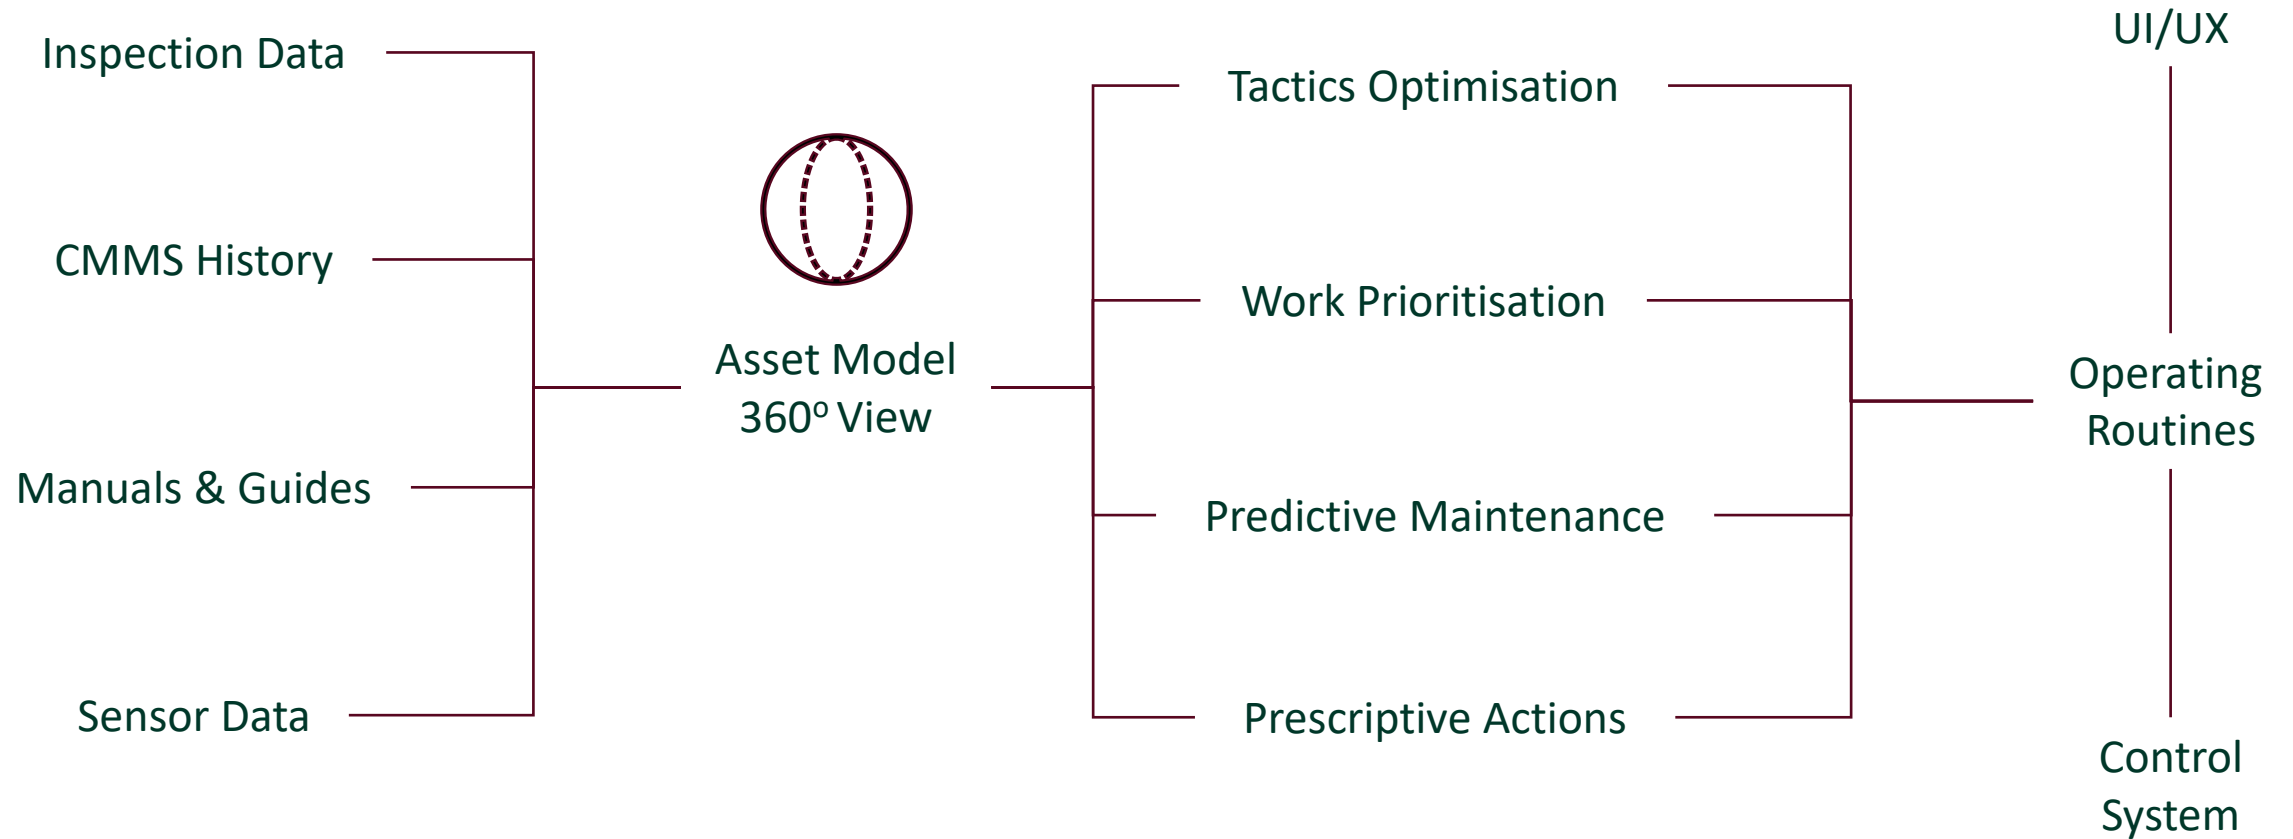 Inspection Data
CMMS History
Manuals & Guides
Sensor Data
Asset Model
360º View
Tactics Optimisation
Work Prioritisation
Predictive Maintenance
Prescriptive Actions
UI/UX
Operating
Routines
Control
System